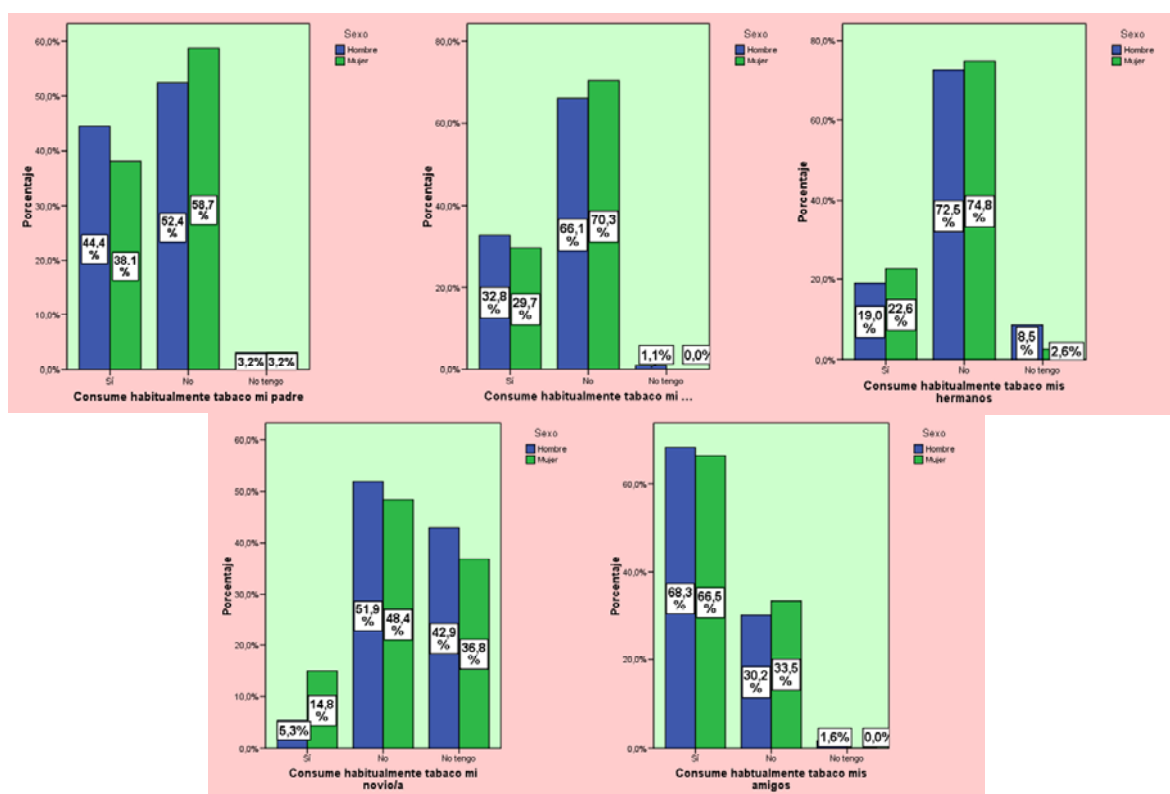 Sexo
Hombre
Mujer
60,0%
50,0%
40,0%
30,0%
20,0%
10,0%
0,0%
Porcentaje
44,4
%
38.1
%
52,4
%
58,7
%
3,2%
3,2%
Sí
No
No tengo
Consume habitualmente tabaco mi padre
Sexo
Hombre
Mujer
80,0%
60,0%
40,0%
20,0%
0,0%
Porcentaje
32,8
%
29,7
%
66,1
%
70,3
%
1,1%
0,0%
Sí
No
No tengo
Consume habitualmente tabaco mi ...
Sexo
Hombre
Mujer
80,0%
60,0%
40,0%
20,0%
0,0%
Porcentaje
19,0
%
22,6
%
72,5
%
74,8
%
8,5
%
2,6%
Sí
No
No tengo
Consume habitualmente tabaco mis
hermanos
Sexo
Hombre
Mujer
60,0%
50,0%
40,0%
30,0%
20,0%
10,0%
0,0%
Porcentaje
5,3%
14,8
%
51,9
%
48,4
%
42,9
%
36,8
%
Sí
No
No tengo
Consume habitualmente tabaco mi
novio/a
Sexo
Hombre
Mujer
60,0%
40,0%
20,0%
0,0%
Porcentaje
68,3
%
66,5
%
30,2
%
33,5
%
1,6%
0,0%
Sí
No
No tengo
Consume habitualmente tabaco mis
amigos